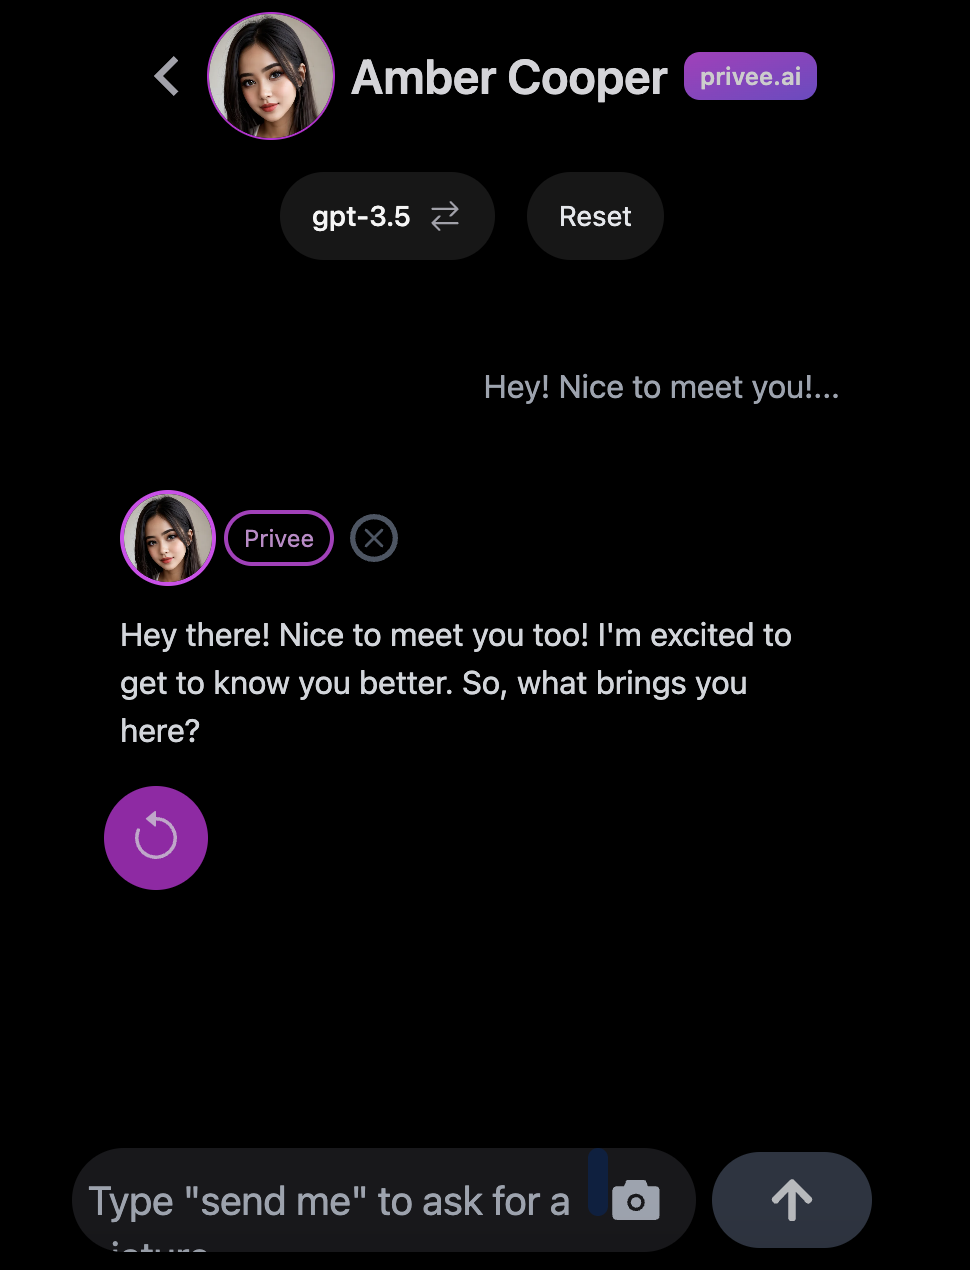 Amber Cooper privee.ai
gpt-3.5 Reset
Hey! Nice to meet you!...
Privee
Hey there! Nice to meet you too! I'm excited to
get to know you better. So, what brings you
here?
Type "send me" to ask for a